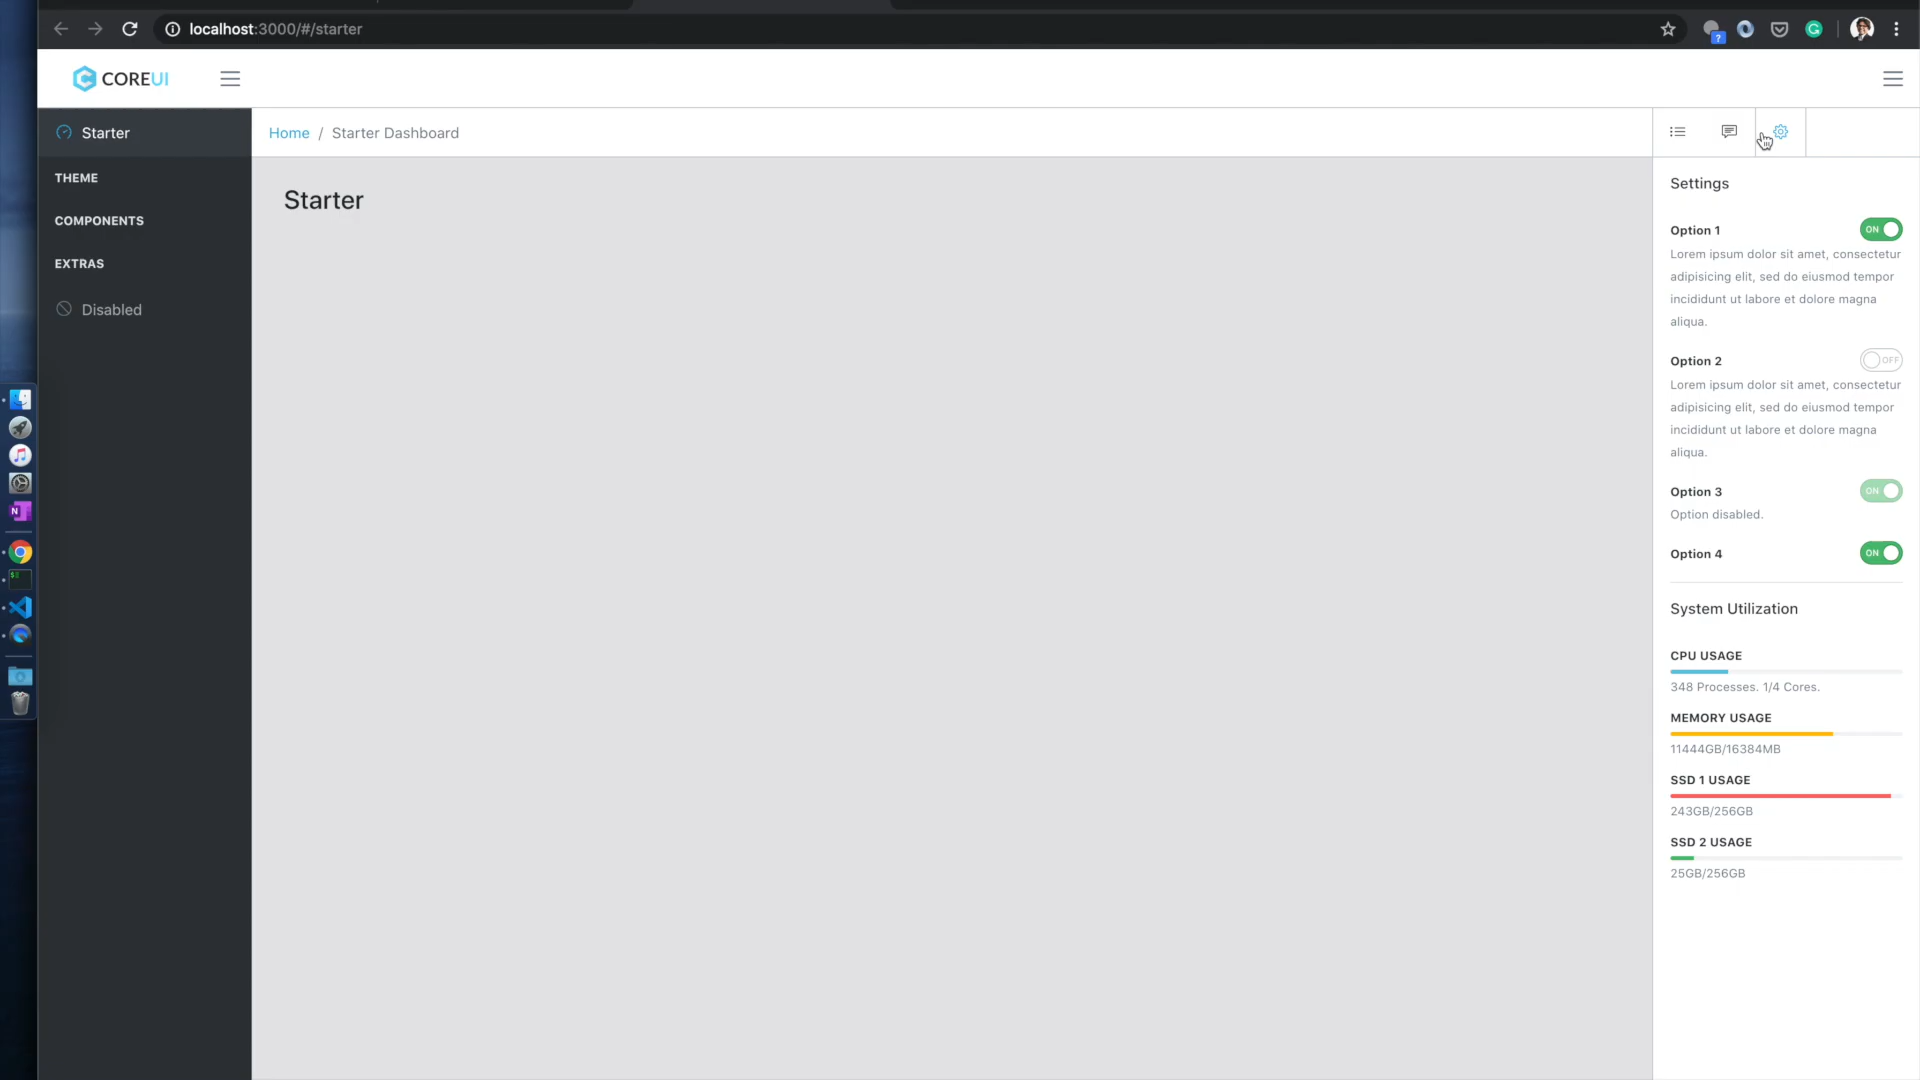 localhost:3000/#/starter
COREUI
Starter
Home / Starter Dashboard
THEME
COMPONENTS
EXTRAS
Disabled
Starter
Settings
Option 1
ON
Lorem ipsum dolor sit amet, consectetur
adipisicing elit, sed do eiusmod tempor
incididunt ut labore et dolore magna
aliqua.
Option 2
OFF
Lorem ipsum dolor sit amet, consectetur
adipisicing elit, sed do eiusmod tempor
incididunt ut labore et dolore magna
aliqua.
Option 3
ON
Option disabled.
Option 4
ON
System Utilization
CPU USAGE
348 Processes. 1/4 Cores.
MEMORY USAGE
11444GB/16384MB
SSD 1 USAGE
243GB/256GB
SSD 2 USAGE
25GB/256GB